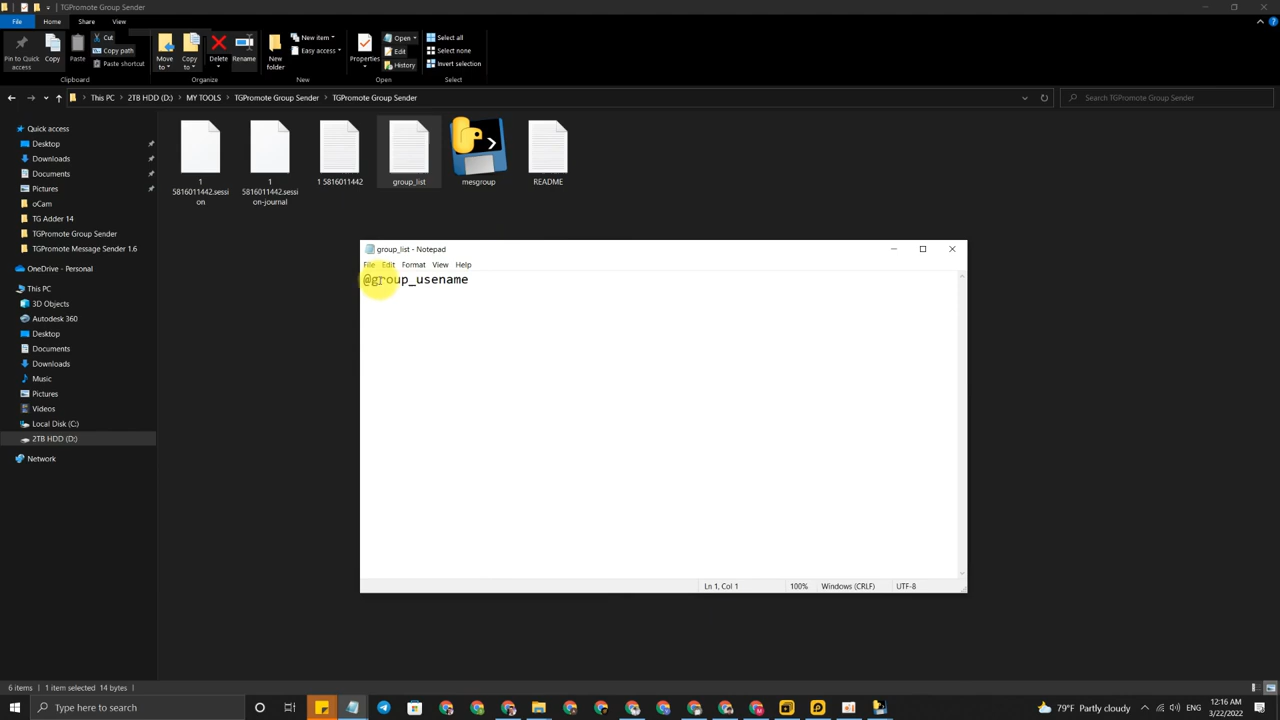 TGPromote Group Sender
File
Home
Share
View
Pin to Quick access
Copy
Paste
Cut
Copy path
Paste shortcut
Clipboard
Move to
Copy to
Delete
Rename
Organize
New folder
New item
Easy access
New
Properties
Open
Edit
History
Open
Select all
Select none
Invert selection
Select
This PC
2TB HDD (D:)
MY TOOLS
TGPromote Group Sender
TGPromote Group Sender
Search TGPromote Group Sender
Quick access
Desktop
Downloads
Documents
Pictures
oCam
TG Adder 14
TGPromote Group Sender
TGPromote Message Sender 1.6
OneDrive - Personal
This PC
3D Objects
Autodesk 360
Desktop
Documents
Downloads
Music
Pictures
Videos
Local Disk (C:)
2TB HDD (D:)
Network
1
5816011442.sessi
on
1
5816011442.sessi
on-journal
1 5816011442
group_list
mesgroup
README
group_list - Notepad
File Edit Format View Help
@group_usename
Ln 1, Col 1
100%
Windows (CRLF)
UTF-8
6 items
1 item selected 14 bytes
Type here to search
79°F Partly cloudy
ENG
12:16 AM
3/22/2022